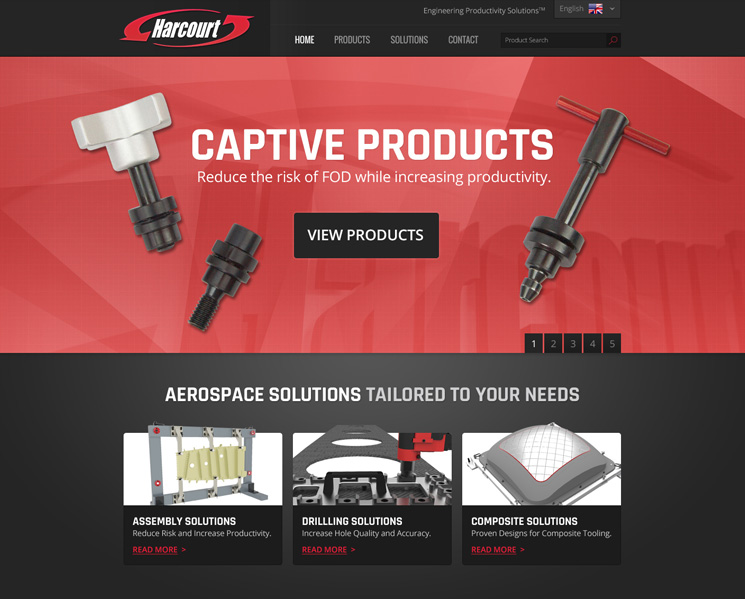 Engineering Productivity Solutions™
English
Harcourt
HOME
PRODUCTS
SOLUTIONS
CONTACT
Product Search
CAPTIVE PRODUCTS
Reduce the risk of FOD while increasing productivity.
VIEW PRODUCTS
1 2 3 4 5
AEROSPACE SOLUTIONS TAILORED TO YOUR NEEDS
ASSEMBLY SOLUTIONS
Reduce Risk and Increase Productivity.
READ MORE >
DRILLLING SOLUTIONS
Increase Hole Quality and Accuracy.
READ MORE >
COMPOSITE SOLUTIONS
Proven Designs for Composite Tooling.
READ MORE >